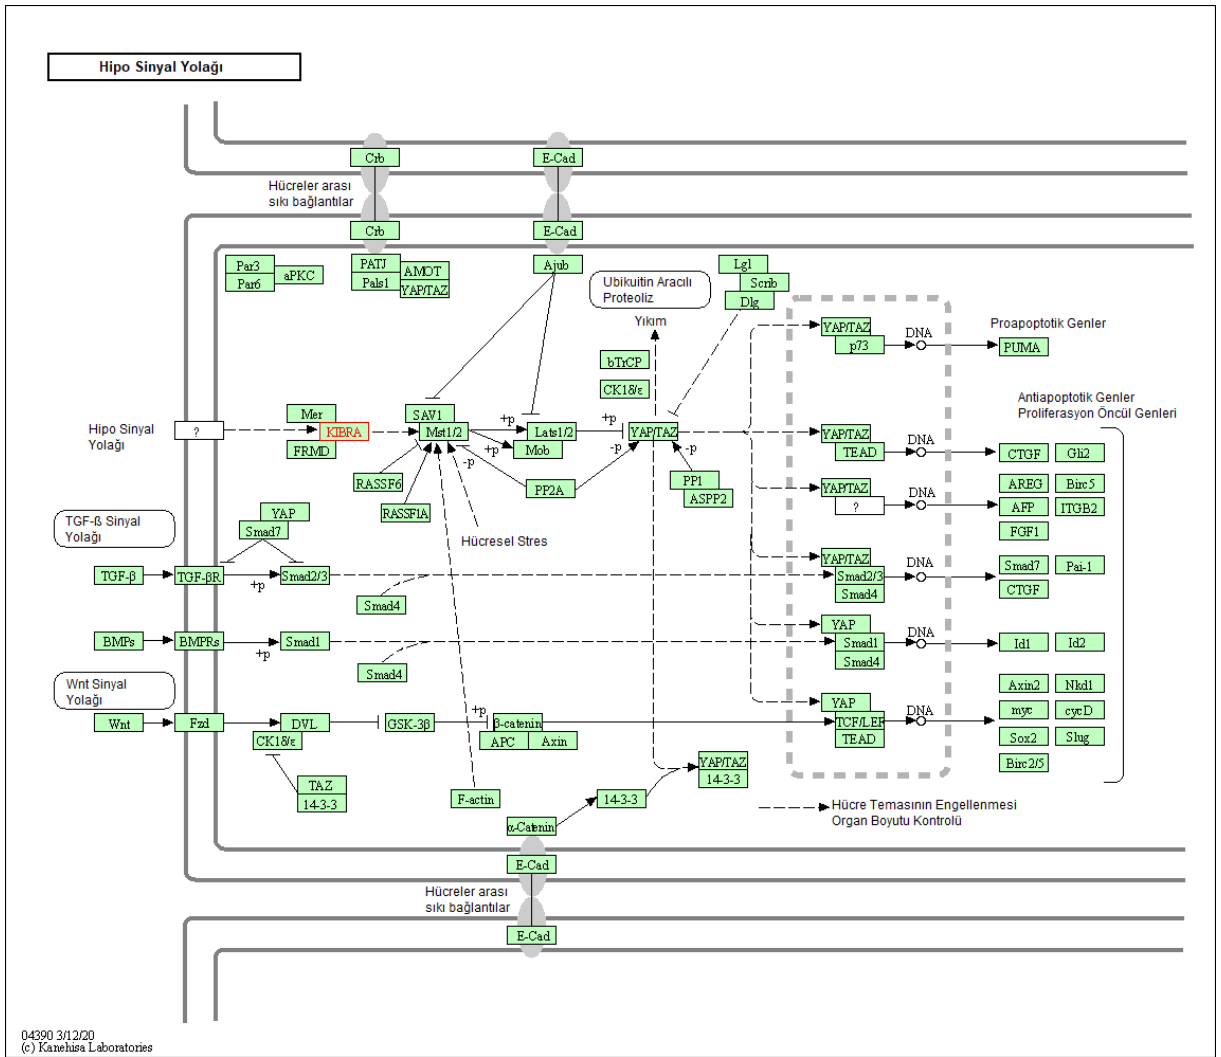 Hipo Sinyal Yolağı
Crb
E-Cad
Hücreler arası
sıkı bağlantılar
Crb
E-Cad
Par3
Par6
aPKC
PATJ
Pals1
AMOT
YAP/TAZ
Ajub
Ubikuitin Aracılı
Proteoliz
Yıkım
Lgl
Scrib
Dlg
bTrCP
CK1δ/ε
YAP/TAZ
p73
DNA
Proapoptotik Genler
PUMA
Antiapoptotik Genler
Proliferasyon Öncül Genleri
Hipo Sinyal
Yolağı
?
Mer
KIBRA
FRMD
SAV1
Mst1/2
+p
+p
Lats1/2
Mob
+p
YAP/TAZ
-p
-p
-p
PP2A
PP1
ASPP2
RASSF6
RASSF1A
Hücresel Stres
YAP/TAZ
TEAD
DNA
CTGF
Gli2
YAP/TAZ
?
DNA
AREG
Birc5
AFP
ITGB2
FGF1
TGF-ß Sinyal
Yolağı
YAP
Smad7
TGF-β
TGF-βR
+p
Smad2/3
Smad4
YAP/TAZ
Smad2/3
Smad4
DNA
Smad7
Pai-1
CTGF
BMPs
BMPRs
+p
Smad1
Smad4
YAP
Smad1
Smad4
DNA
Id1
Id2
Wnt Sinyal
Yolağı
Wnt
Fzd
DVL
CK1δ/ε
GSK-3β
+p
β-catenin
APC
Axin
YAP
TCF/LEF
TEAD
DNA
Axin2
Nkd1
myc
cycD
Sox2
Slug
Birc2/5
TAZ
14-3-3
F-actin
14-3-3
YAP/TAZ
14-3-3
α-Catenin
Hücre Temasının Engellenmesi
Organ Boyutu Kontrolü
E-Cad
Hücreler arası
sıkı bağlantılar
E-Cad
04390 3/12/20
(c) Kanehisa Laboratories